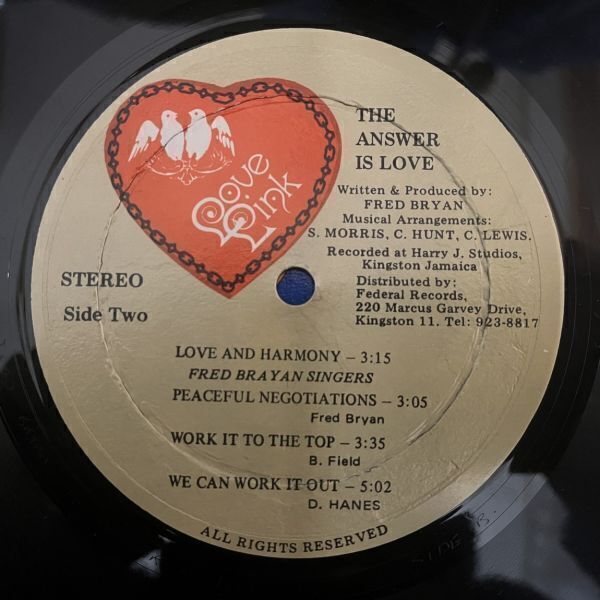 Love
Link
THE
ANSWER
IS LOVE
Written & Produced by:
FRED BRYAN
Musical Arrangements:
S. MORRIS, C. HUNT, C. LEWIS.
Recorded at Harry J. Studios,
Kingston Jamaica
Distributed by:
Federal Records,
220 Marcus Garvey Drive,
Kingston 11. Tel: 923-8817
STEREO
Side Two
LOVE AND HARMONY – 3:15
FRED BRAYAN SINGERS
PEACEFUL NEGOTIATIONS – 3:05
Fred Bryan
WORK IT TO THE TOP – 3:35
B. Field
WE CAN WORK IT OUT – 5:02
D. HANES
ALL RIGHTS RESERVED
SIDE B.